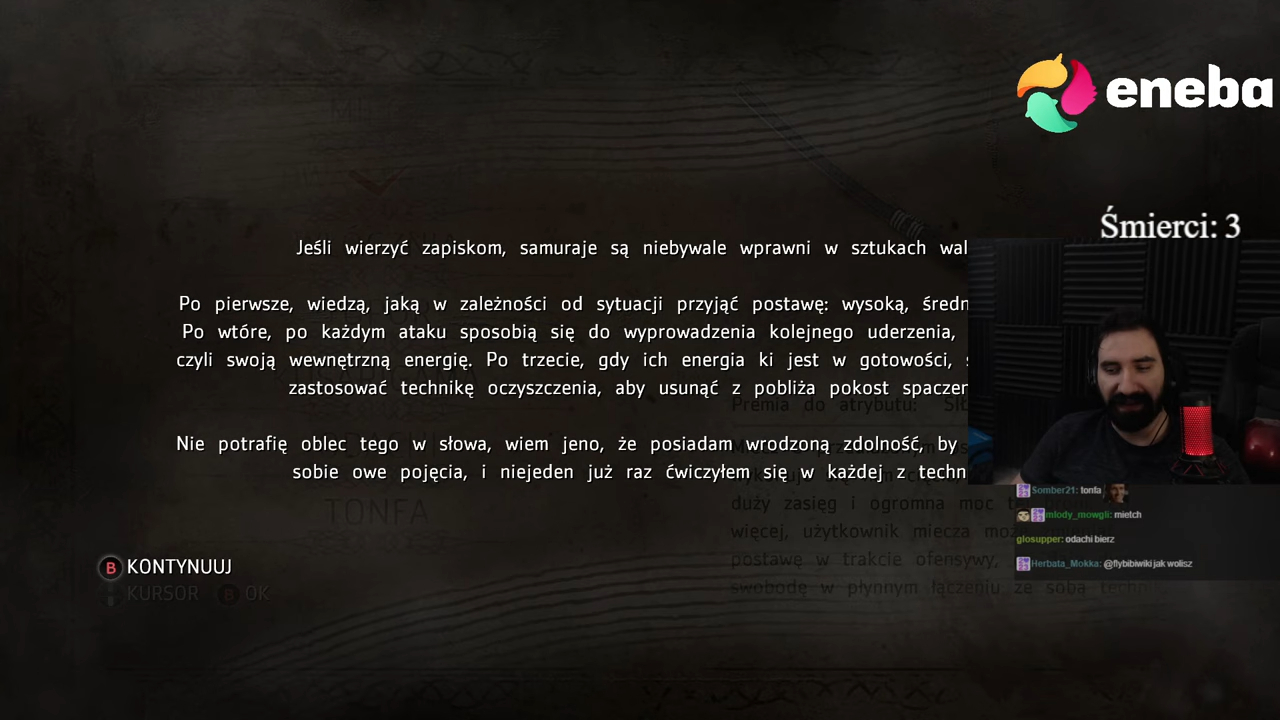 eneba
Śmierci: 3
Jeśli wierzyć zapiskom, samuraje są niebywale wprawni w sztukach wal
Po pierwsze, wiedzą, jaką w zależności od sytuacji przyjąć postawę: wysoką, średn
Po wtóre, po każdym ataku sposobią się do wyprowadzenia kolejnego uderzenia,
czyli swoją wewnętrzną energię. Po trzecie, gdy ich energia ki jest w gotowości, s
zastosować technikę oczyszczenia, aby usunąć z pobliża pokost spaczen
Premia do atrybutu:
Nie potrafię oblec tego w słowa, wiem jeno, że posiadam wrodzoną zdolność, by
sobie owe pojęcia, i niejeden już raz ćwiczyłem się w każdej z techn
duży zasięg i ogromna moc
TONFA
więcej, użytkownik miecza moż
postawę w trakcie ofensywy,
swobodę w płynnym łączeniu ze sobą techn
B KONTYNUUJ
KURSOR B OK
Somber21: tonfa
mlody_mowgli: mietch
glosupper: odachi bierz
Herbata_Mokka: @flybibiwiki jak wolisz